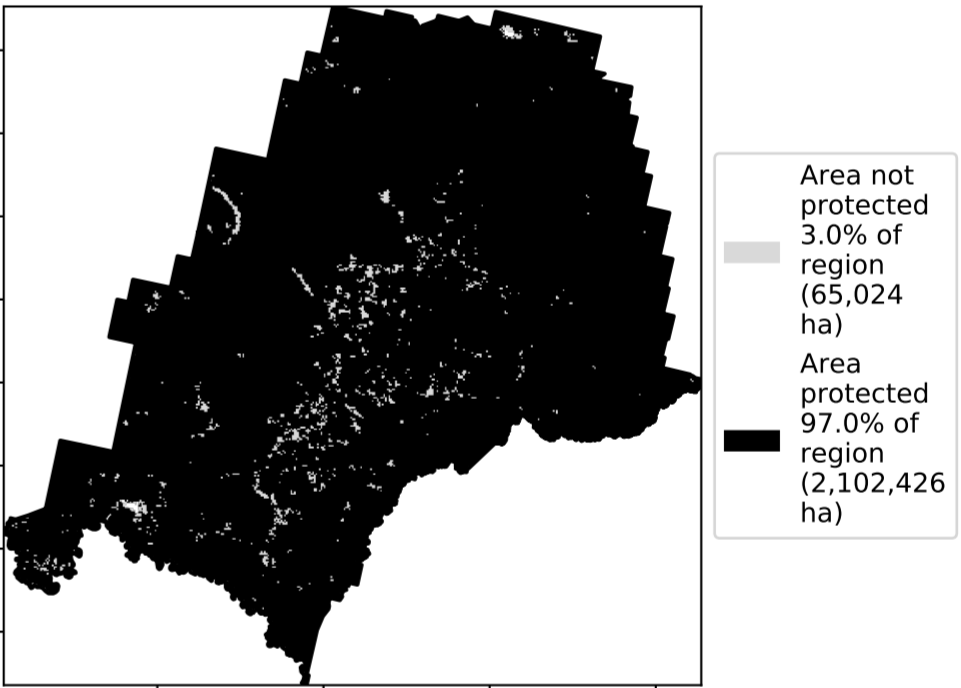 Area not
protected
3.0% of
region
(65,024
ha)
Area
protected
97.0% of
region
(2,102,426
ha)